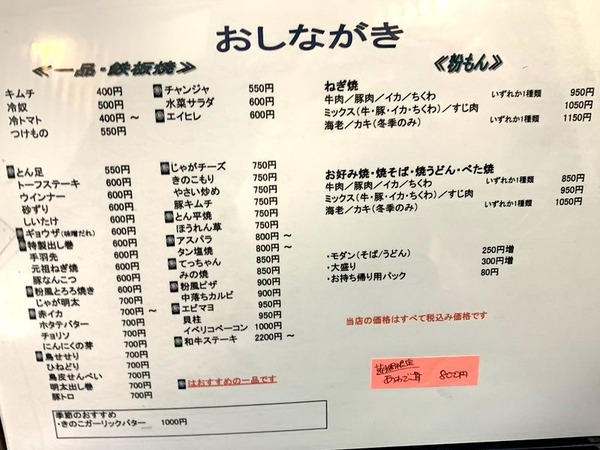 おしながき
≪一品・鉄板焼≫
キムチ 400円
冷奴 500円
冷トマト 400円 ～
つけもの 550円
チャンジャ 550円
水菜サラダ 600円
エイヒレ 600円
とん足 550円
トーフステーキ 600円
ウインナー 600円
砂ずり 600円
しいたけ 600円
ギョウザ(味噌だれ) 600円
特製出し巻 600円
手羽先 600円
元祖ねぎ焼 600円
豚なんこつ 600円
粉風とろろ焼き 600円
じゃが明太 700円
赤イカ 700円 ～
ホタテバター 700円
チョリソ 700円
にんにくの芽 700円
鳥せせり 700円
ひねどり 700円
鳥皮せんべい 700円
明太出し巻 700円
豚トロ 700円
じゃがチーズ 750円
きのこもり 750円
やさい炒め 750円
豚キムチ 750円
とん平焼 750円
ほうれん草 750円
アスパラ 800円 ～
タン塩焼 800円 ～
てっちゃん 850円
みの焼 850円
粉風ピザ 900円
中落ちカルビ 900円
エビマヨ 950円
貝柱 950円
イベリコベーコン 1000円
和牛ステーキ 2200円 ～
はおすすめの一品です
季節のおすすめ
・きのこガーリックバター 1000円
≪粉もん≫
ねぎ焼
牛肉／豚肉／イカ／ちくわ いずれか1種類 950円
ミックス(牛・豚・イカ・ちくわ)／すじ肉 1050円
海老／カキ(冬季のみ) いずれか1種類 1150円
お好み焼・焼そば・焼うどん・べた焼
牛肉／豚肉／イカ／ちくわ いずれか1種類 850円
ミックス(牛・豚・イカ・ちくわ)／すじ肉 950円
海老／カキ(冬季のみ) いずれか1種類 1050円
・モダン(そば/うどん) 250円増
・大盛り 300円増
・お持ち帰り用パック 80円
当店の価格はすべて税込み価格です
800円